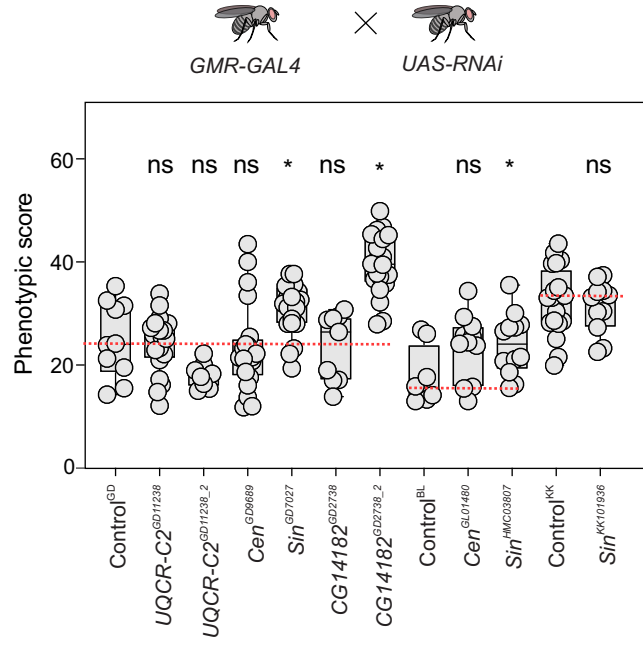 ×
GMR-GAL4 UAS-RNAi
Phenotypic score
60
40
20
0
ns ns ns * ns * ns * ns
Control^GD
UQCR-C2^GD11238
UQCR-C2^GD11238_2
Cen^GD9689
Sin^GD7027
CG14182^GD2738
CG14182^GD2738_2
Control^BL
Cen^GL01480
Sin^HMC03807
Control^KK
Sin^KK101936